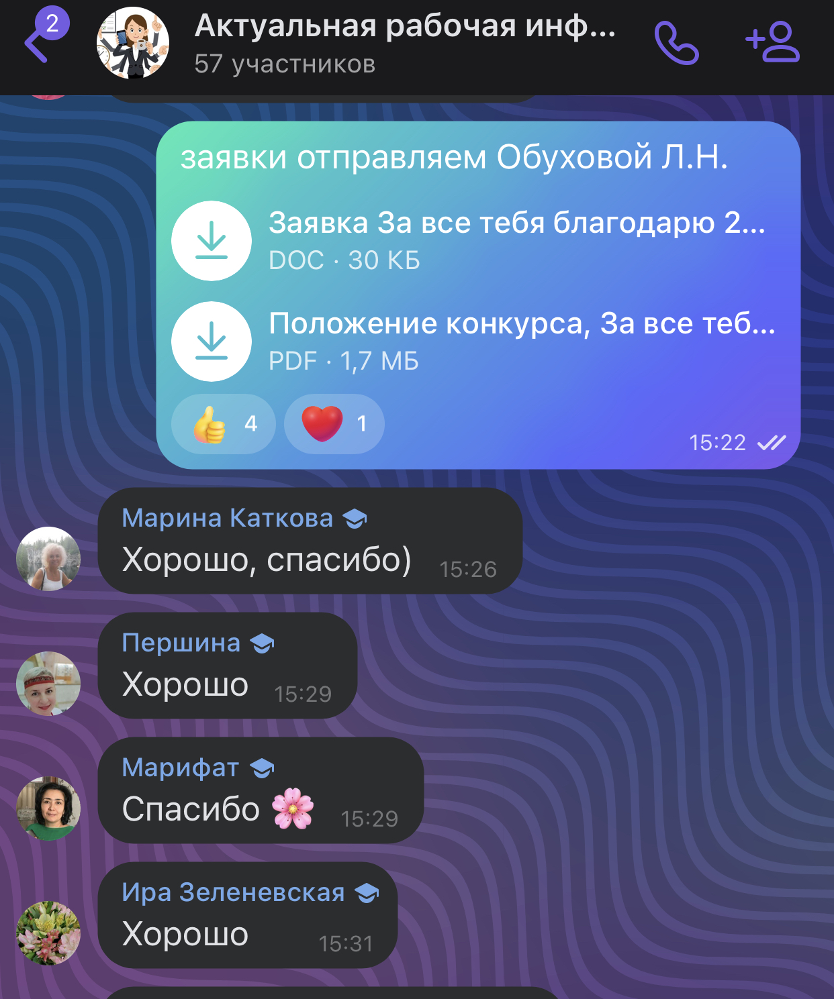 2
Актуальная рабочая инф...
57 участников
заявки отправляем Обуховой Л.Н.
Заявка За все тебя благодарю 2...
DOC · 30 КБ
Положение конкурса, За все теб...
PDF · 1,7 МБ
4
1
15:22
Марина Каткова
Хорошо, спасибо)
15:26
Першина
Хорошо
15:29
Марифат
Спасибо 🌸
15:29
Ира Зеленевская
Хорошо
15:31